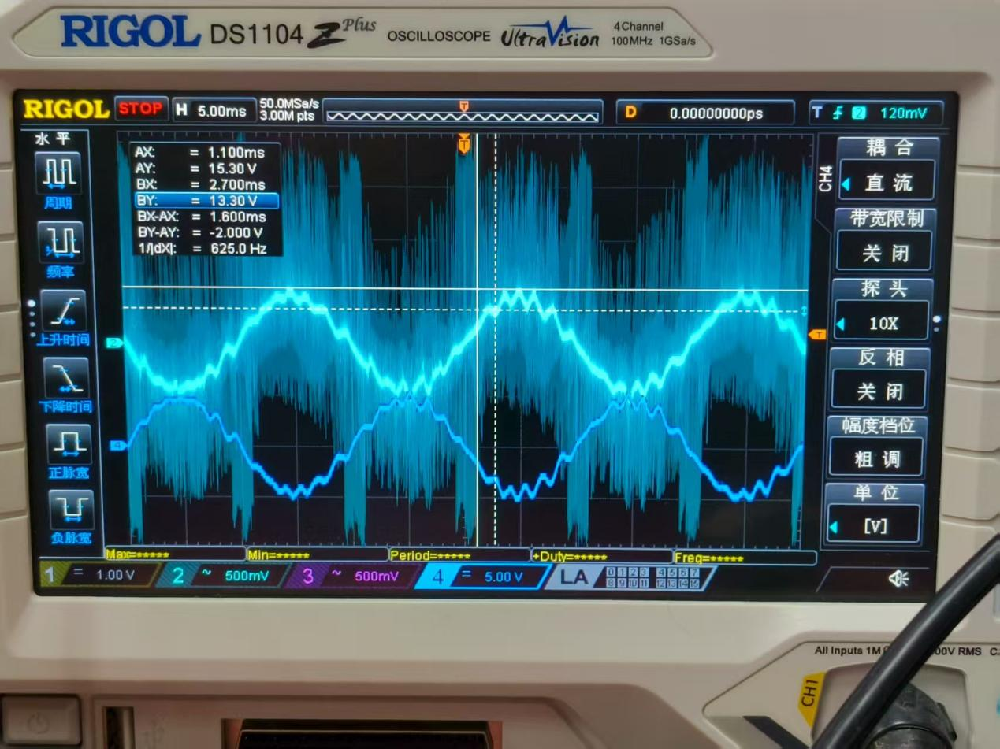 RIGOL DS1104 Z Plus OSCILLOSCOPE UltraVision 4 Channel
100MHz 1GSa/s
RIGOL STOP H 5.00ms 50.0MSa/s
3.00M pts
T
D 0.00000000ps T 2 120mV
水平
周期
频率
上升时间
下降时间
正脉宽
负脉宽
AX: = 1.100ms
AY: = 15.30 V
BX: = 2.700ms
BY: = 13.30 V
BX-AX: = 1.600ms
BY-AY: = -2.000 V
1/|dX|: = 625.0 Hz
T
2
4
T
CH4
耦合
直流
带宽限制
关闭
探头
10X
反相
关闭
幅度档位
粗调
单位
[V]
Max=***** Min=***** Period=***** +Duty=***** Freq=*****
1 = 1.00 V 2 ~ 500mV 3 ~ 500mV 4 = 5.00 V LA 0 1 2 3 4 5 6 7
8 9 10 11 12 13 14 15
All Inputs 1M 00V RMS C
CH1